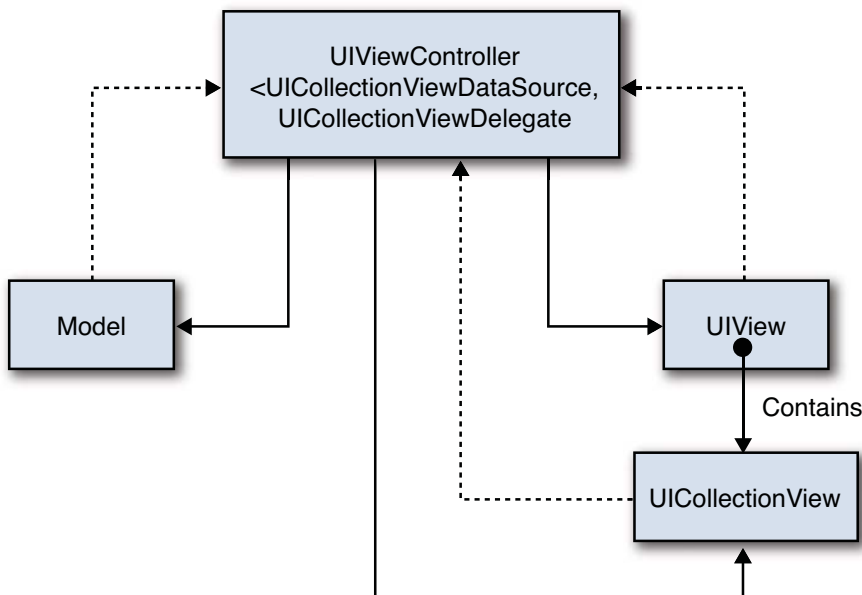 UIViewController
<UICollectionViewDataSource,
UICollectionViewDelegate
Model
UIView
Contains
UICollectionView